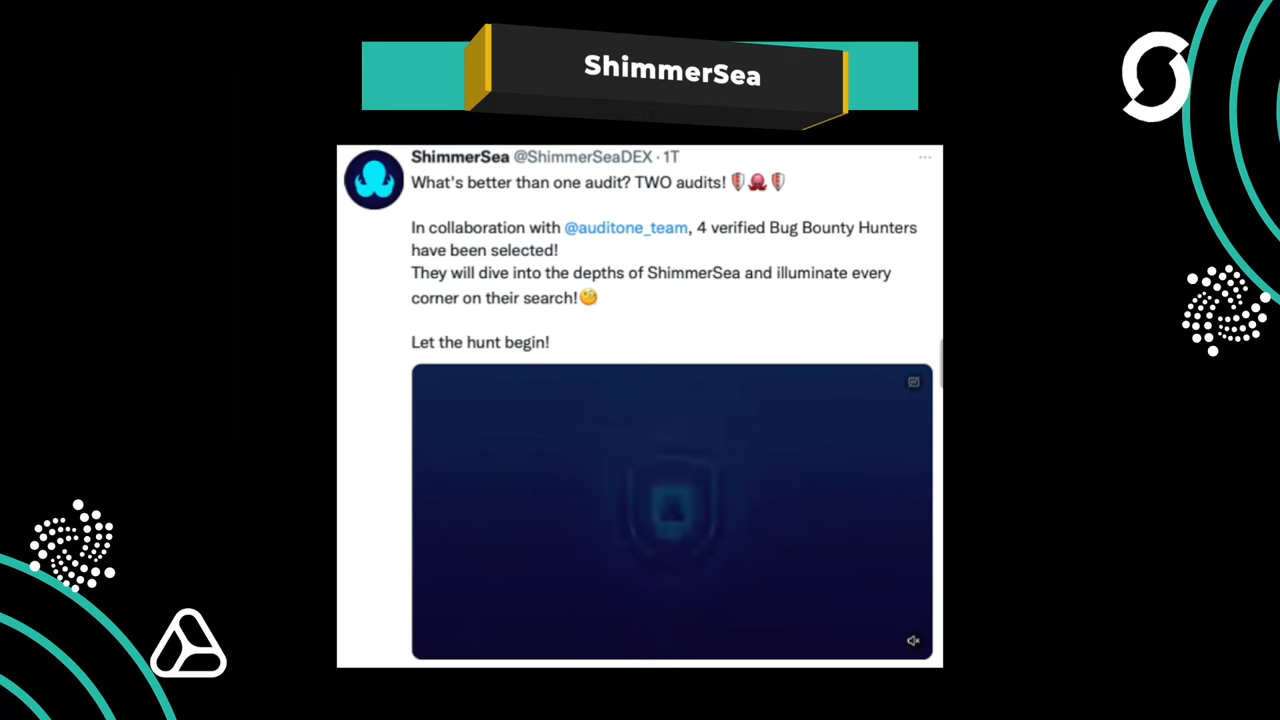 ShimmerSea
ShimmerSea @ShimmerSeaDEX · 1T
What's better than one audit? TWO audits!
In collaboration with @auditone_team, 4 verified Bug Bounty Hunters
have been selected!
They will dive into the depths of ShimmerSea and illuminate every
corner on their search!🧐
Let the hunt begin!